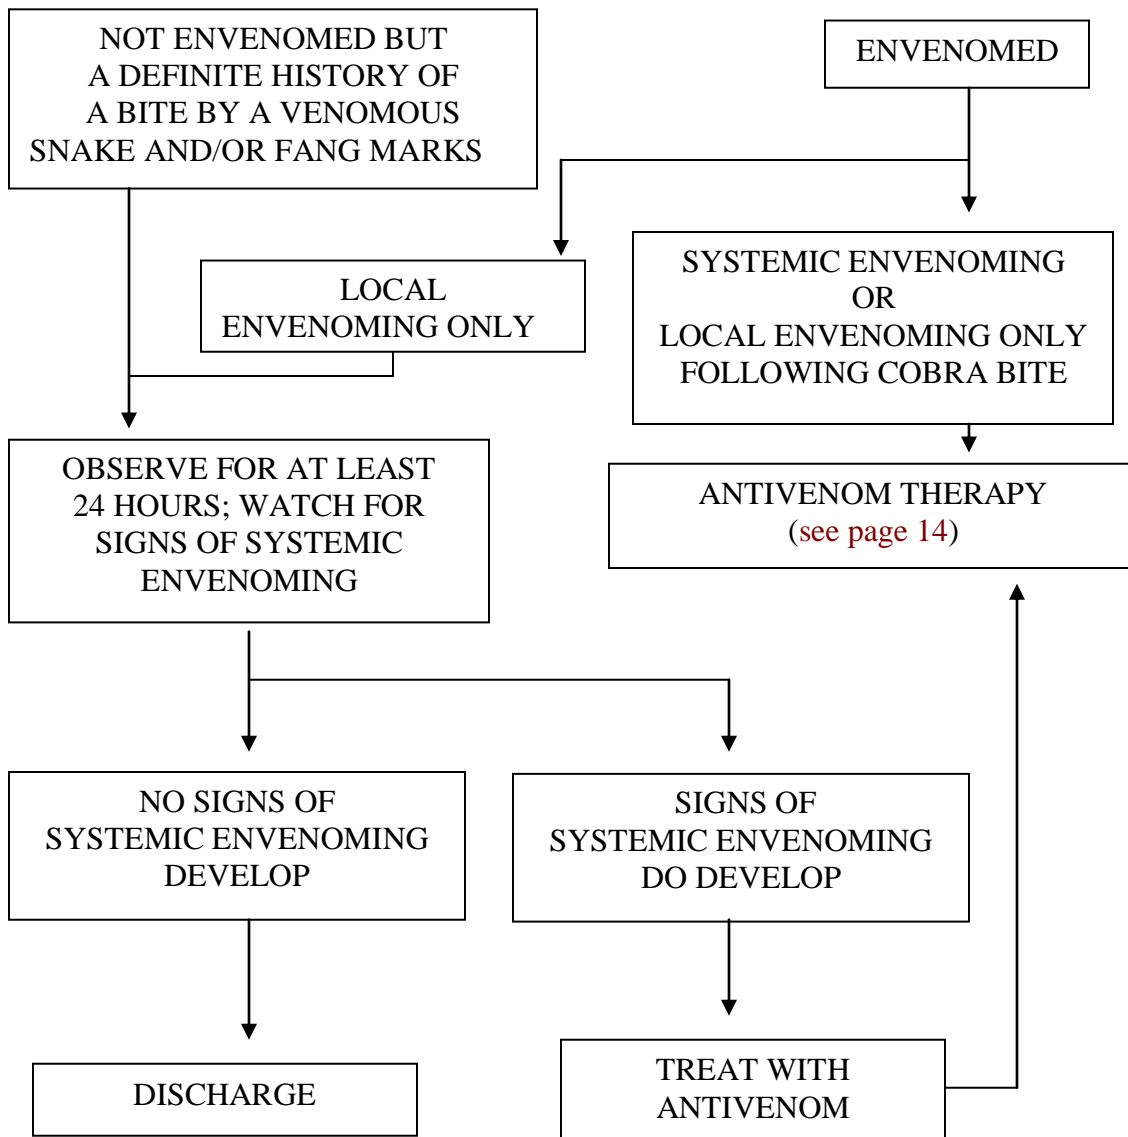 NOT ENVENOMED BUT
A DEFINITE HISTORY OF
A BITE BY A VENOMOUS
SNAKE AND/OR FANG MARKS
ENVENOMED
LOCAL
ENVENOMING ONLY
SYSTEMIC ENVENOMING
OR
LOCAL ENVENOMING ONLY
FOLLOWING COBRA BITE
OBSERVE FOR AT LEAST
24 HOURS; WATCH FOR
SIGNS OF SYSTEMIC
ENVENOMING
ANTIVENOM THERAPY
(see page 14)
NO SIGNS OF
SYSTEMIC ENVENOMING
DEVELOP
SIGNS OF
SYSTEMIC ENVENOMING
DO DEVELOP
DISCHARGE
TREAT WITH
ANTIVENOM